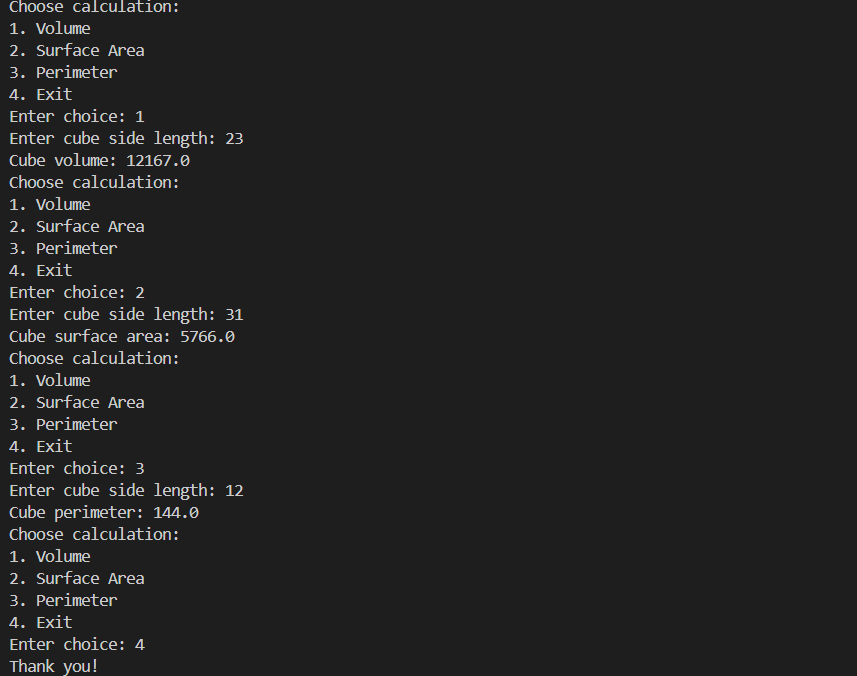 Choose calculation:
1. Volume
2. Surface Area
3. Perimeter
4. Exit
Enter choice: 1
Enter cube side length: 23
Cube volume: 12167.0
Choose calculation:
1. Volume
2. Surface Area
3. Perimeter
4. Exit
Enter choice: 2
Enter cube side length: 31
Cube surface area: 5766.0
Choose calculation:
1. Volume
2. Surface Area
3. Perimeter
4. Exit
Enter choice: 3
Enter cube side length: 12
Cube perimeter: 144.0
Choose calculation:
1. Volume
2. Surface Area
3. Perimeter
4. Exit
Enter choice: 4
Thank you!